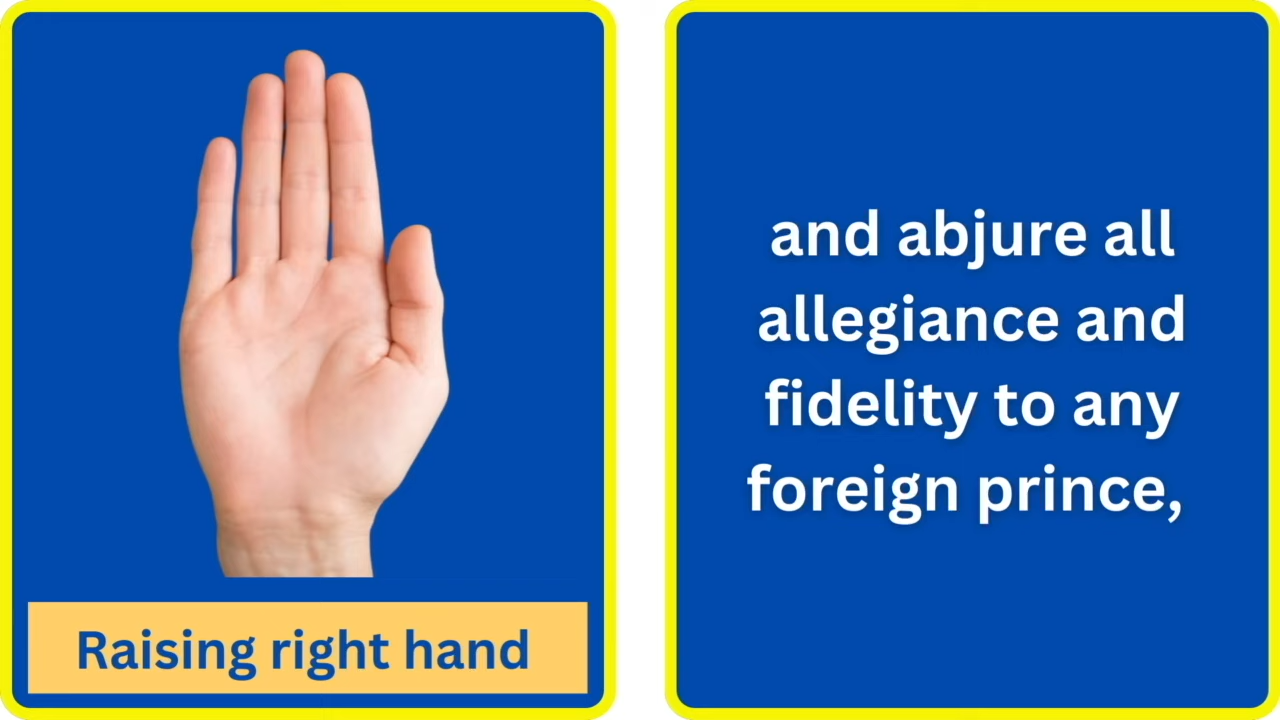 Raising right hand
and abjure all
allegiance and
fidelity to any
foreign prince,